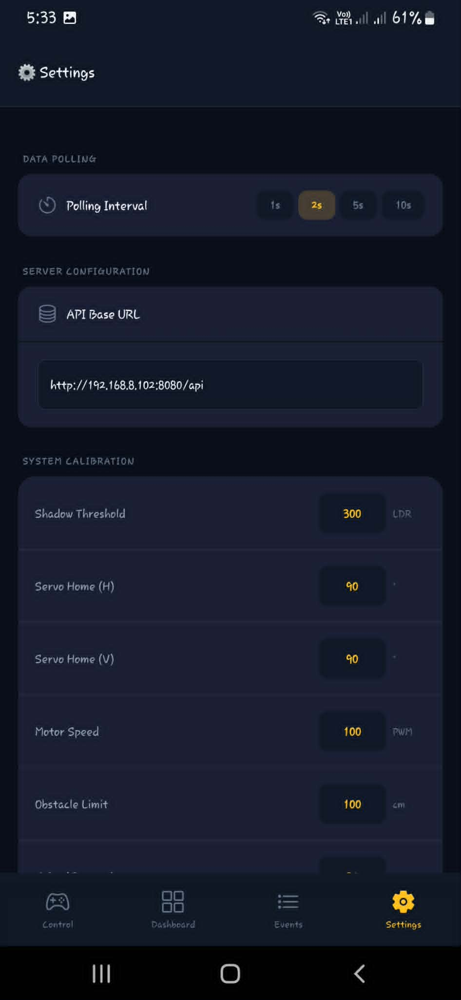 5:33
Vo))
LTE1
61%
Settings
DATA POLLING
Polling Interval
1s
2s
5s
10s
SERVER CONFIGURATION
API Base URL
http://192.168.8.102:8080/api
SYSTEM CALIBRATION
Shadow Threshold
300
LDR
Servo Home (H)
90
°
Servo Home (V)
90
°
Motor Speed
100
PWM
Obstacle Limit
100
cm
Control
Dashboard
Events
Settings